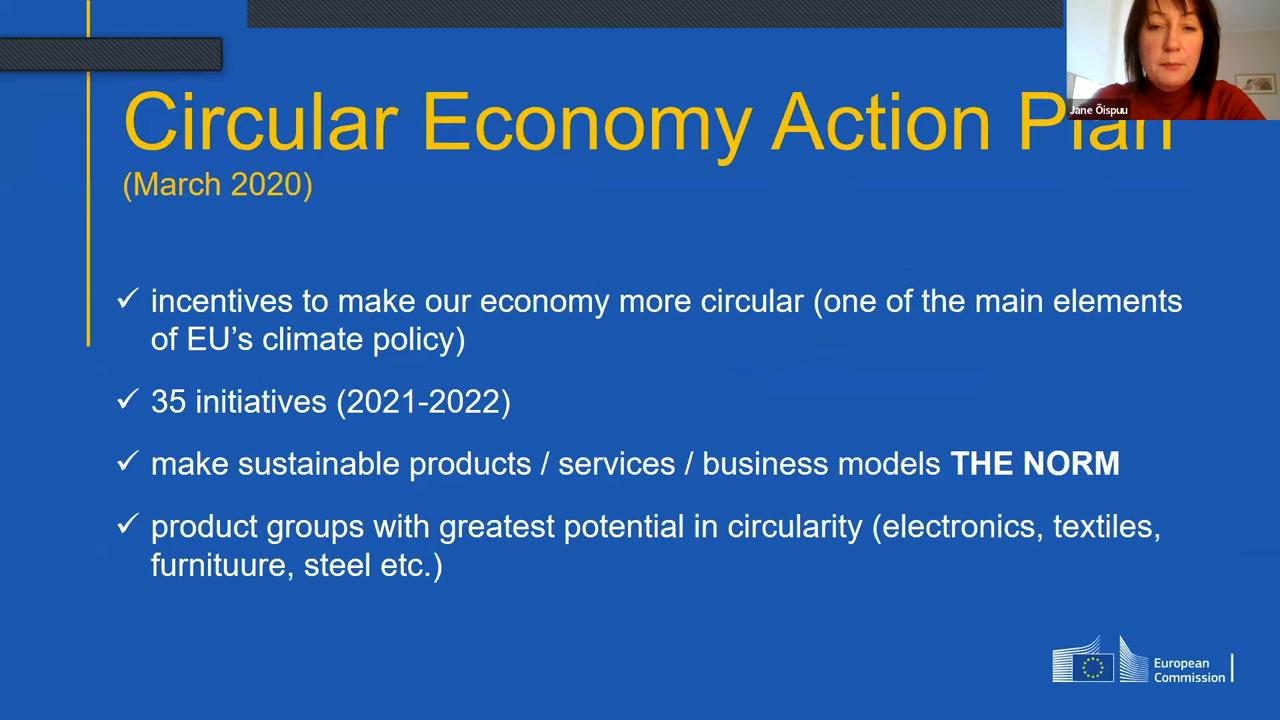 Jane Õispuu
Circular Economy Action Plan
(March 2020)
✓ incentives to make our economy more circular (one of the main elements
of EU’s climate policy)
✓ 35 initiatives (2021-2022)
✓ make sustainable products / services / business models THE NORM
✓ product groups with greatest potential in circularity (electronics, textiles,
furnituure, steel etc.)
European
Commission